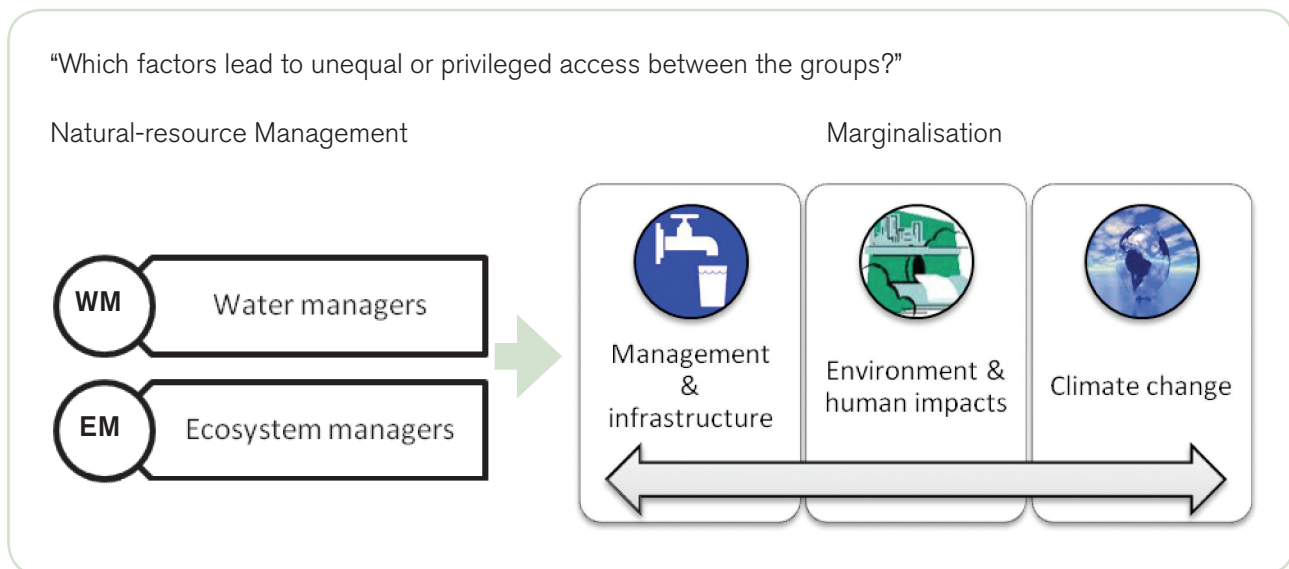 “Which factors lead to unequal or privileged access between the groups?”
Natural-resource Management
Marginalisation
WM
Water managers
EM
Ecosystem managers
Management
&
infrastructure
Environment &
human impacts
Climate change